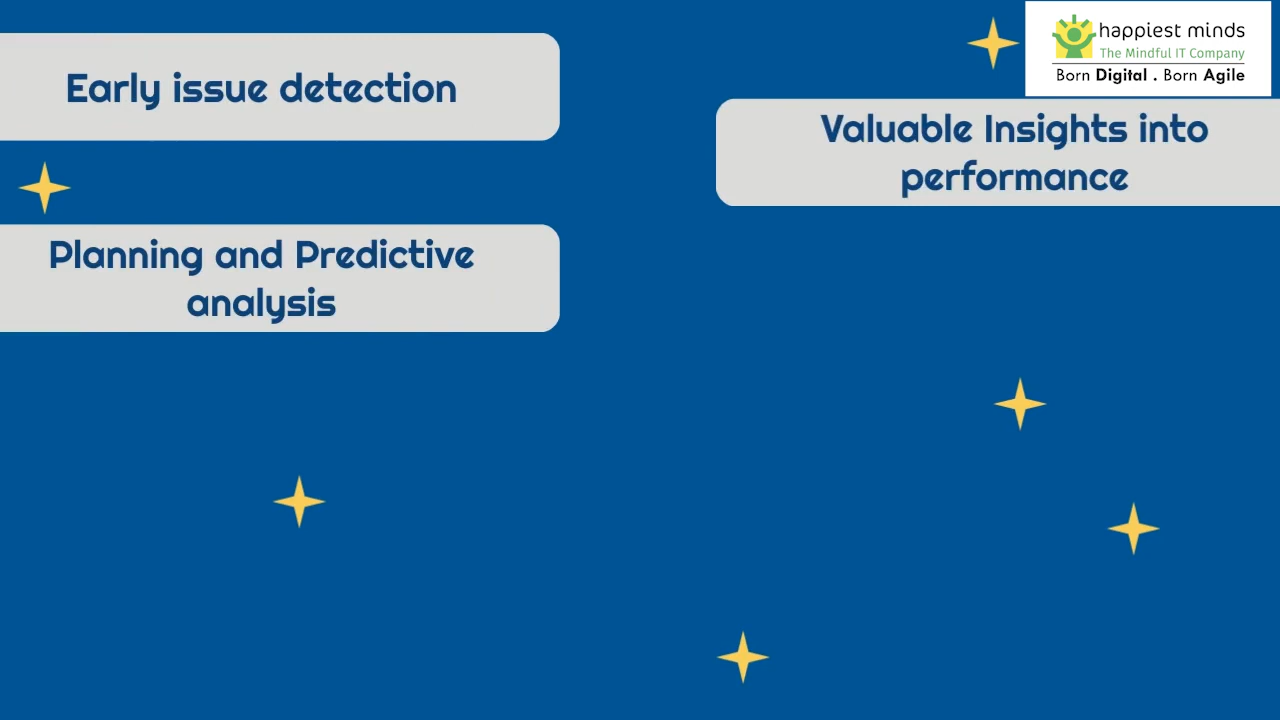 Early issue detection
happiest minds
The Mindful IT Company
Born Digital . Born Agile
Valuable Insights into
performance
Planning and Predictive
analysis